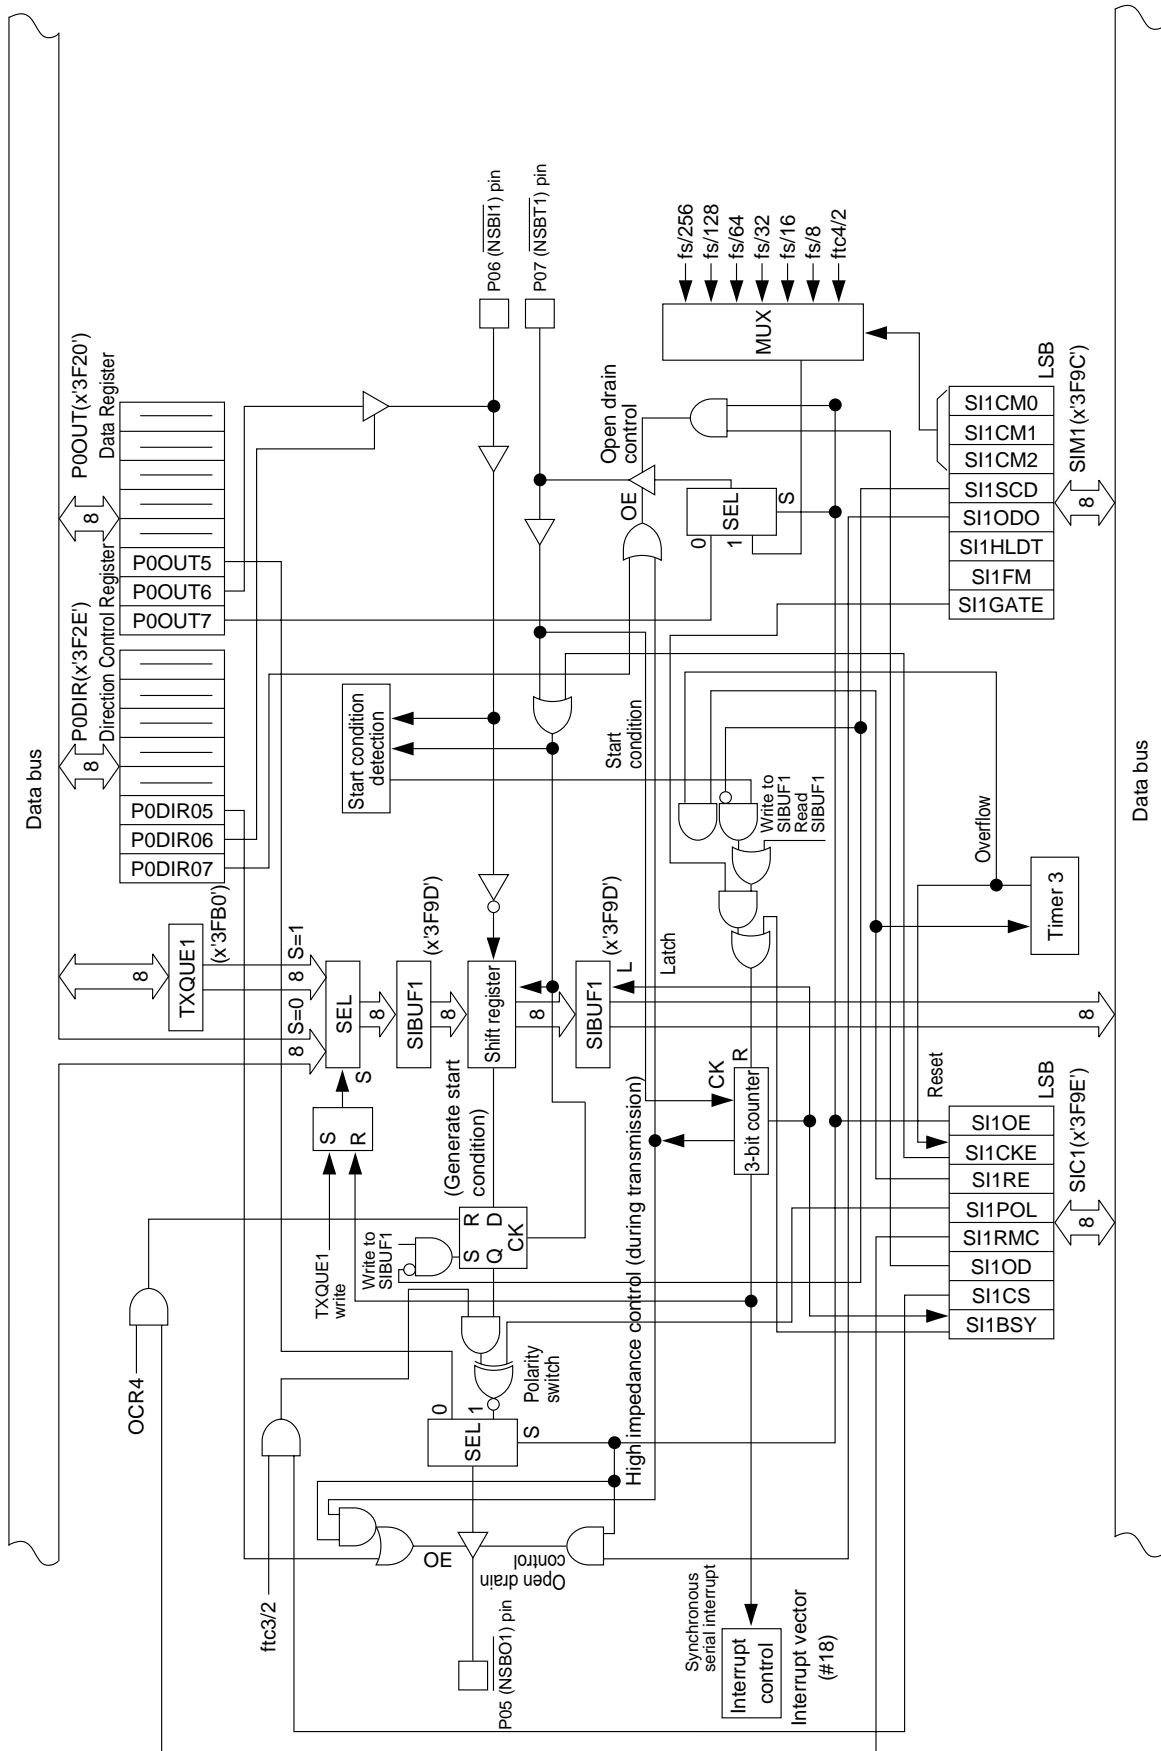 Data bus
P0OUT(x'3F20')
Data Register
8
P0OUT5
P0OUT6
P0OUT7
P0DIR(x'3F2E')
Direction Control Register
8
P0DIR05
P0DIR06
P0DIR07
TXQUE1
(x'3FB0')
8
8
S=1
8
S=0
SEL
S
S
R
TXQUE1
write
8
SIBUF1
(x'3F9D')
8
Shift register
8
SIBUF1
(x'3F9D')
L
Latch
8
Start condition
detection
P06 (NSBI1) pin
P07 (NSBT1) pin
(Generate start
condition)
R
D
S
Q
CK
Write to
SIBUF1
OCR4
ftc3/2
Polarity
switch
0
1
SEL
S
OE
Open drain
control
P05 (NSBO1) pin
High impedance control (during transmission)
Open drain
control
OE
0
1
SEL
S
MUX
fs/256
fs/128
fs/64
fs/32
fs/16
fs/8
ftc4/2
Start
condition
Write to
SIBUF1
Read
SIBUF1
Overflow
Timer 3
CK
R
3-bit counter
Reset
Synchronous
serial interrupt
Interrupt
control
Interrupt vector
(#18)
LSB
SIM1(x'3F9C')
SI1CM0
SI1CM1
SI1CM2
SI1SCD
SI1ODO
SI1HLDT
SI1FM
SI1GATE
8
LSB
SIC1(x'3F9E')
SI1OE
SI1CKE
SI1RE
SI1POL
SI1RMC
SI1OD
SI1CS
SI1BSY
8
Data bus